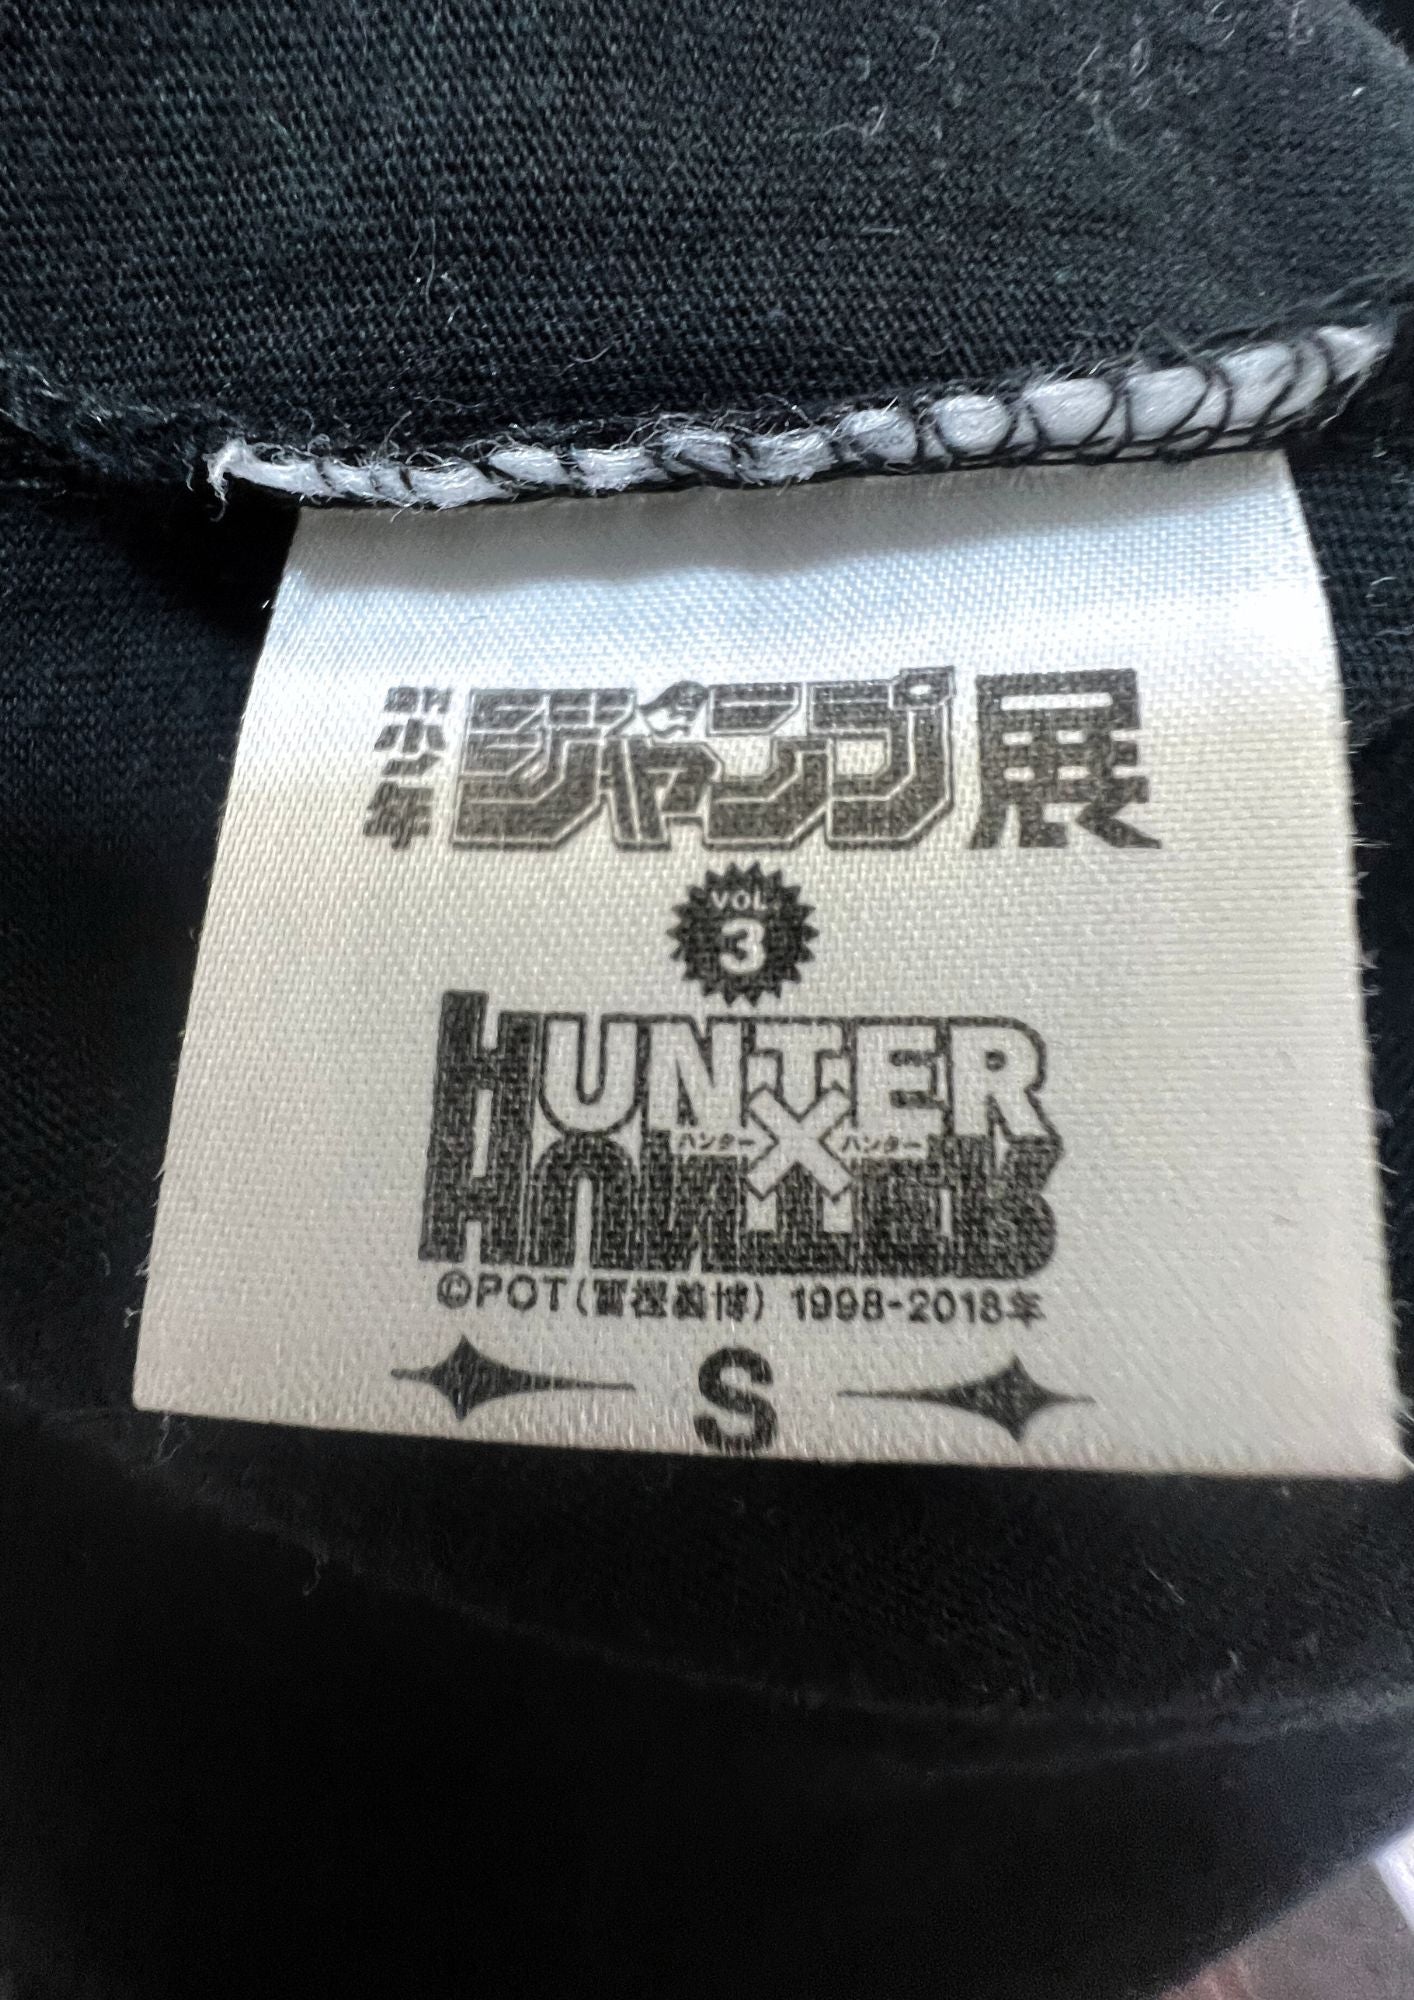 週刊少年ジャンプ展
VOL.
3
HUNTER
ハンター×ハンター
HUNTER
©POT(冨樫義博) 1998-2018年
S